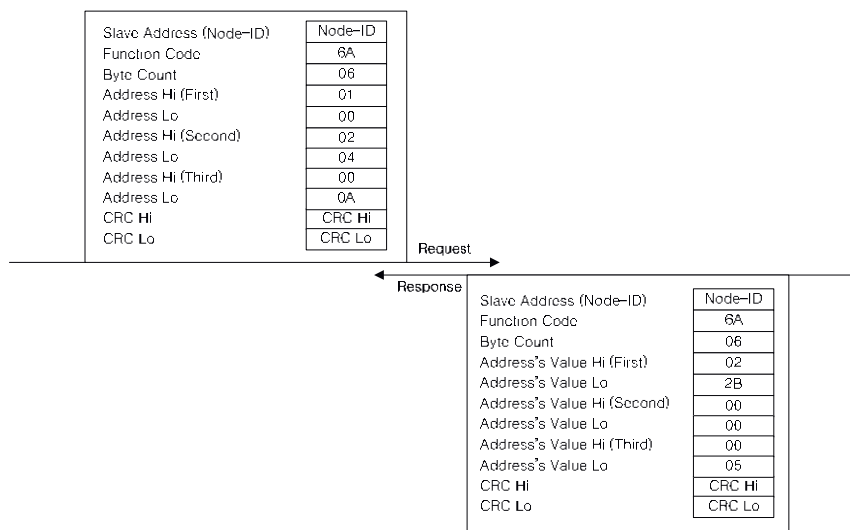 Slave Address (Node-ID) Node-ID
Function Code 6A
Byte Count 06
Address Hi (First) 01
Address Lo 00
Address Hi (Second) 02
Address Lo 04
Address Hi (Third) 00
Address Lo 0A
CRC Hi CRC Hi
CRC Lo CRC Lo
Request
Response
Slave Address (Node-ID) Node-ID
Function Code 6A
Byte Count 06
Address's Value Hi (First) 02
Address's Value Lo 2B
Address's Value Hi (Second) 00
Address's Value Lo 00
Address's Value Hi (Third) 00
Address's Value Lo 05
CRC Hi CRC Hi
CRC Lo CRC Lo